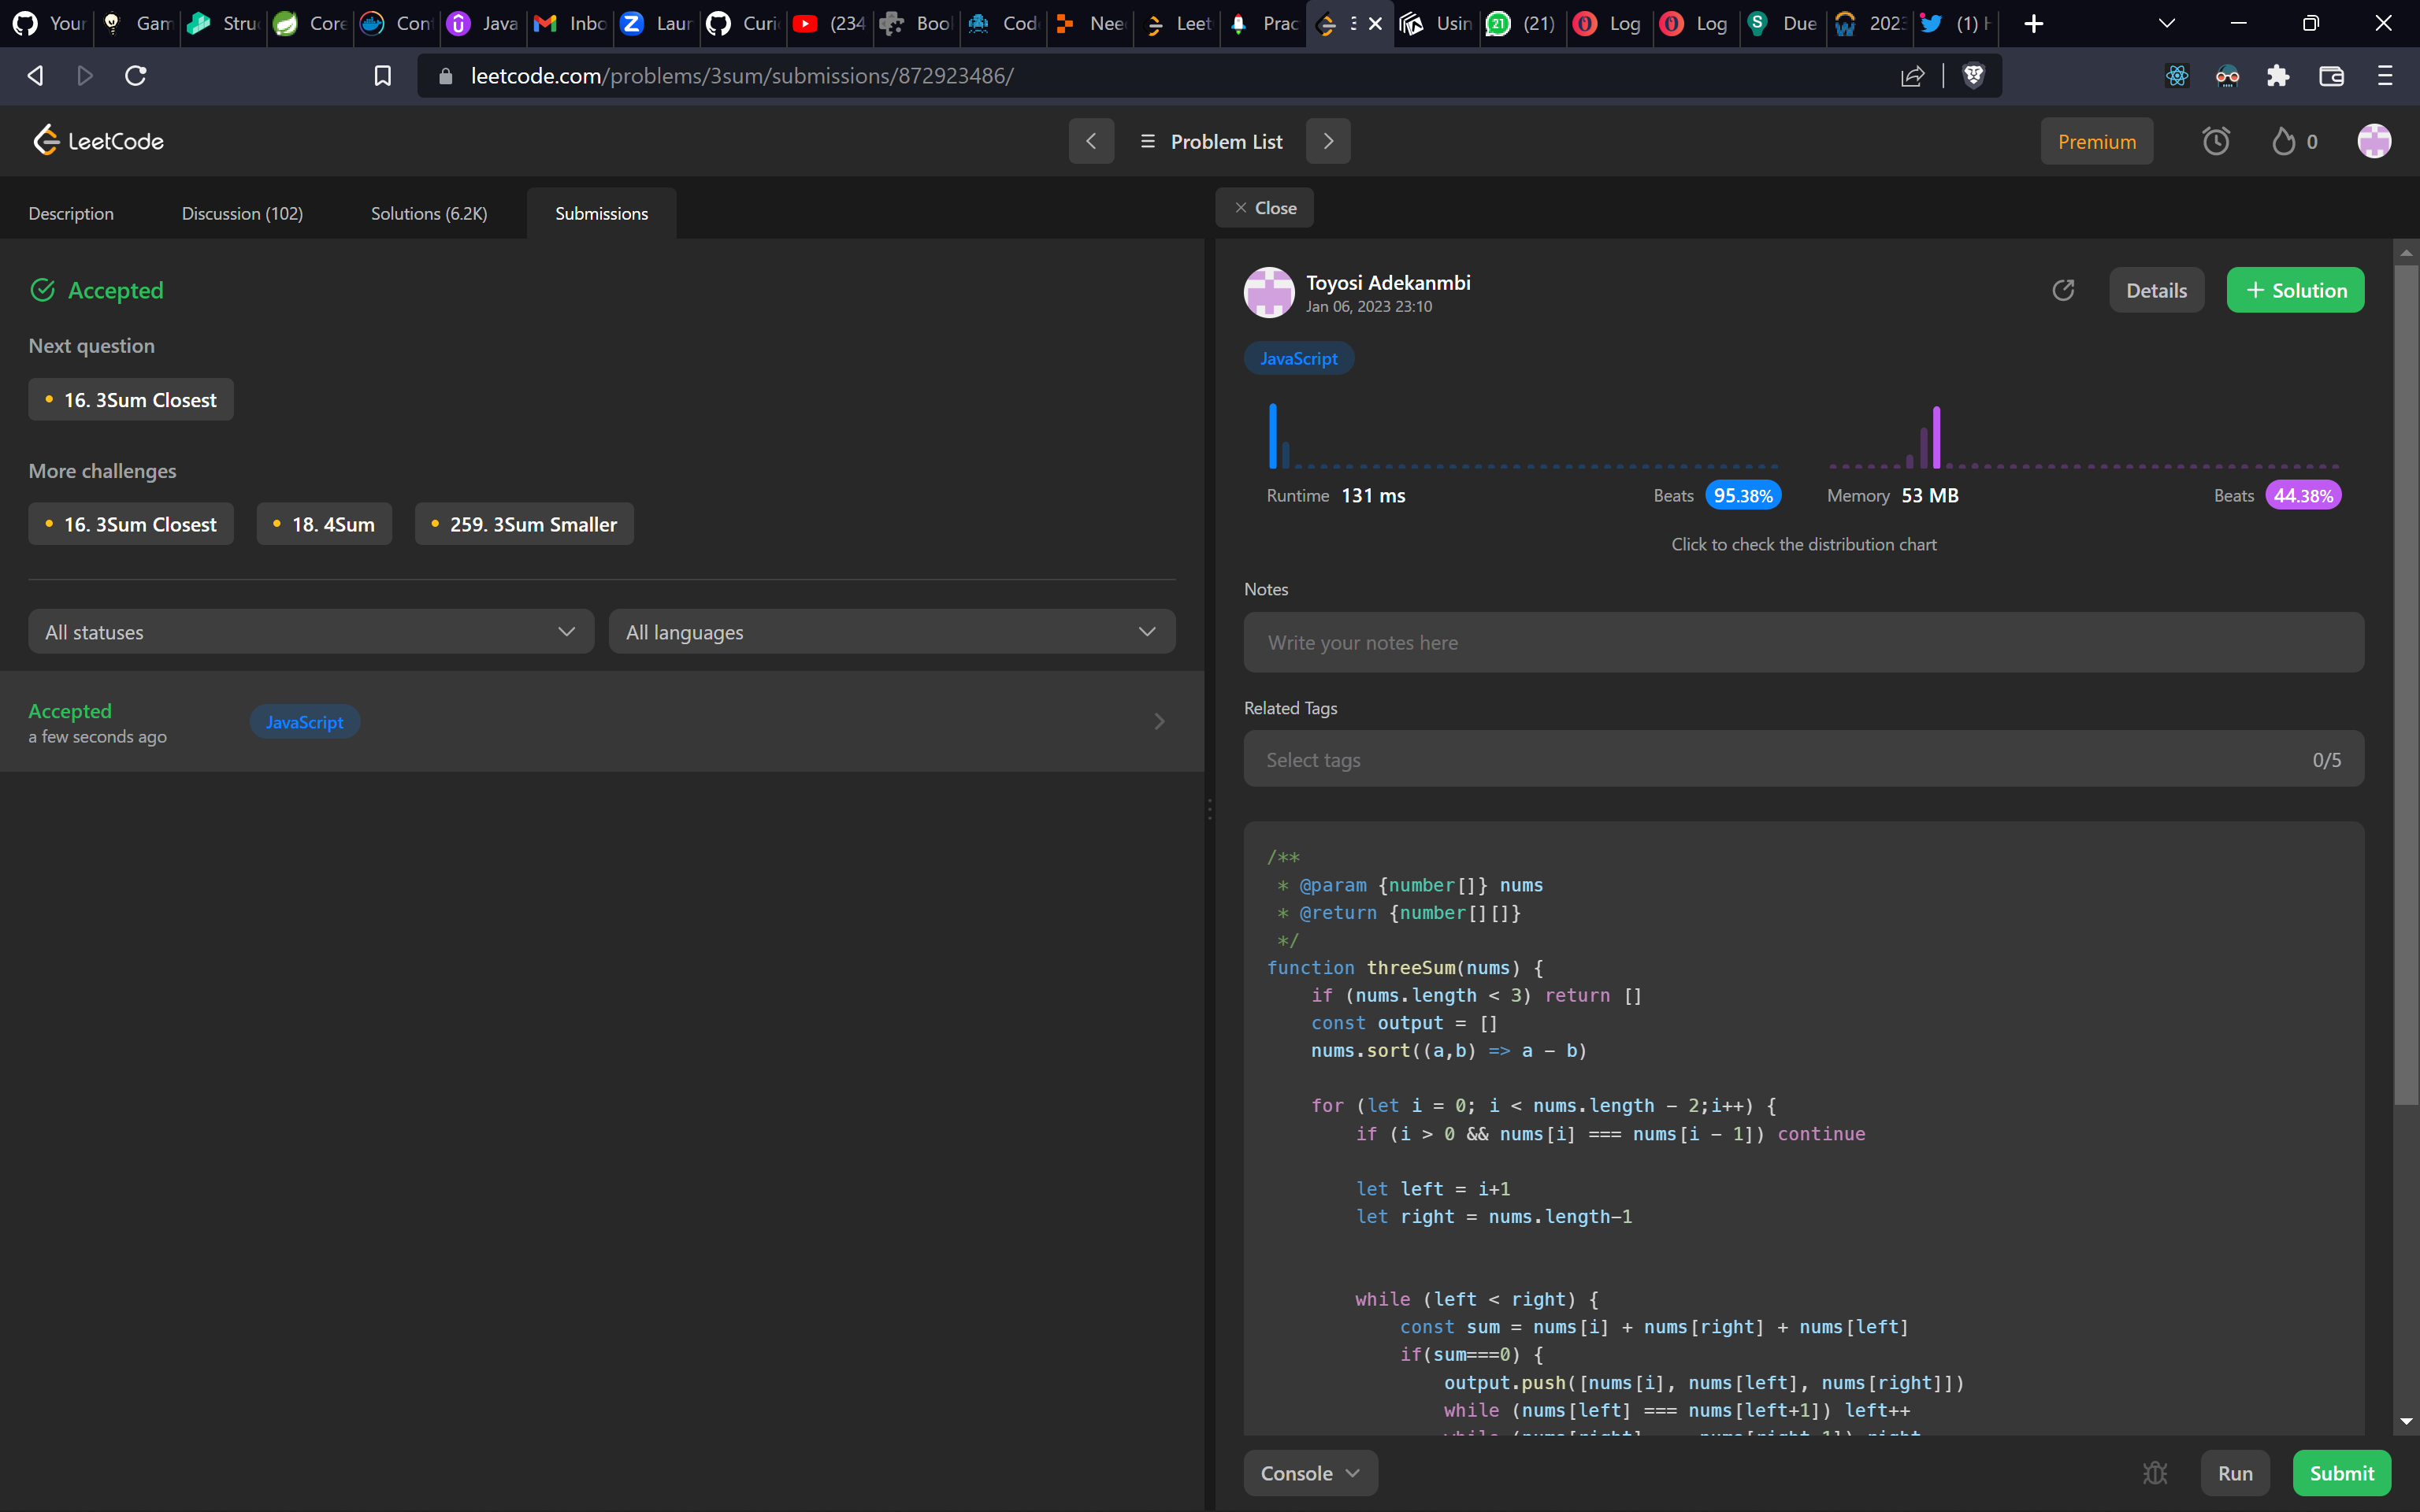 Your
Gam
Stru
Core
Con
Java
Inbo
Laun
Curi
(234
Bool
Cod
Nee
Leet
Prac
Usin
(21)
Log
Log
Due
2023
(1)
leetcode.com/problems/3sum/submissions/872923486/
LeetCode
Problem List
Premium
0
Description
Discussion (102)
Solutions (6.2K)
Submissions
Close
Accepted
Next question
16. 3Sum Closest
More challenges
16. 3Sum Closest
18. 4Sum
259. 3Sum Smaller
All statuses
All languages
Accepted
a few seconds ago
JavaScript
Toyosi Adekanmbi
Jan 06, 2023 23:10
Details
+ Solution
JavaScript
Runtime 131 ms
Beats 95.38%
Memory 53 MB
Beats 44.38%
Click to check the distribution chart
Notes
Write your notes here
Related Tags
Select tags
0/5
/**
 * @param {number[]} nums
 * @return {number[][]}
 */
function threeSum(nums) {
    if (nums.length < 3) return []
    const output = []
    nums.sort((a,b) => a - b)
    for (let i = 0; i < nums.length - 2;i++) {
        if (i > 0 && nums[i] === nums[i - 1]) continue
        let left = i+1
        let right = nums.length-1
        while (left < right) {
            const sum = nums[i] + nums[right] + nums[left]
            if(sum===0) {
                output.push([nums[i], nums[left], nums[right]])
                while (nums[left] === nums[left+1]) left++
Console
Run
Submit